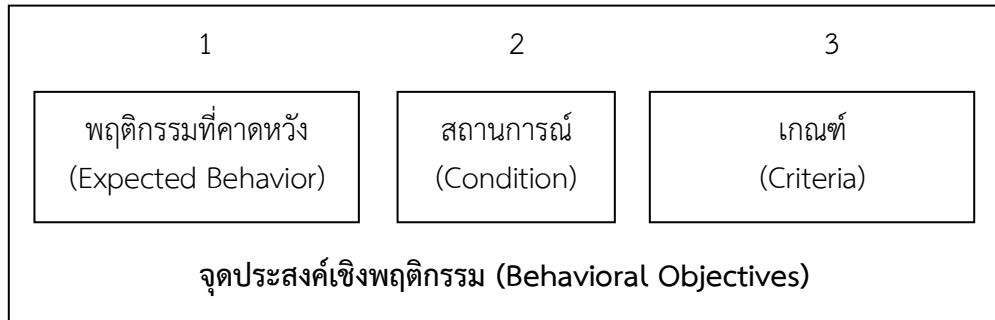 1 2 3
พฤติกรรมที่คาดหวัง สถานการณ์ เกณฑ์
(Expected Behavior) (Condition) (Criteria)
จุดประสงค์เชิงพฤติกรรม (Behavioral Objectives)